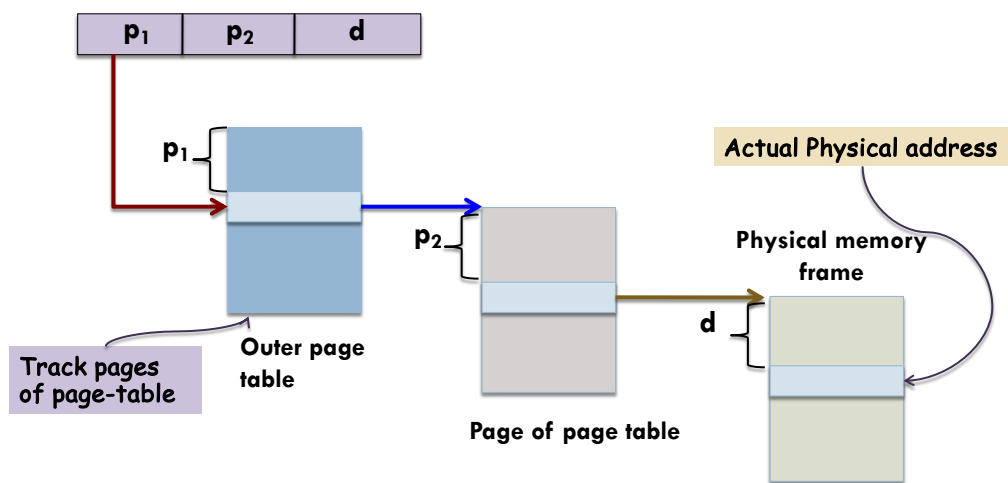 p₁ p₂ d
p₁
Actual Physical address
p₂
Physical memory
frame
d
Outer page
table
Track pages
of page-table
Page of page table